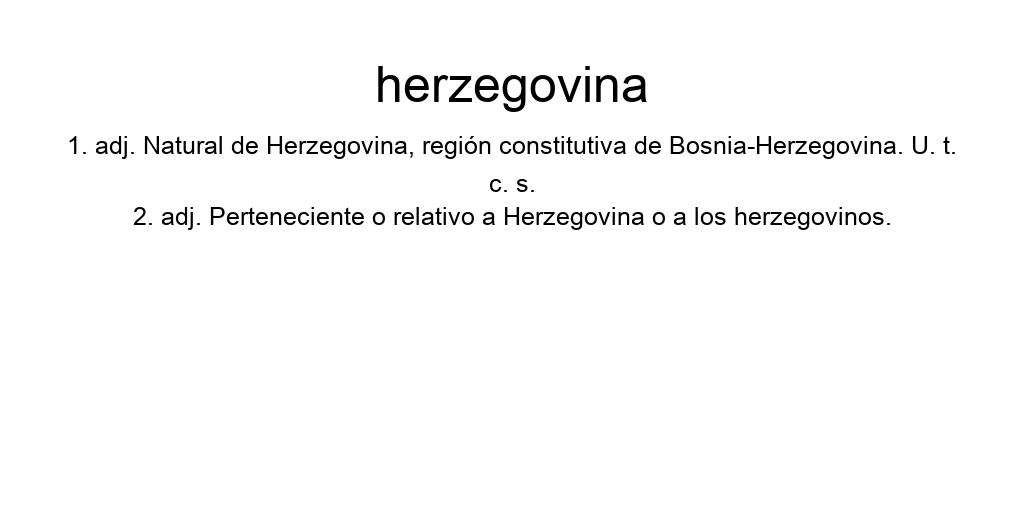 herzegovina
1. adj. Natural de Herzegovina, región constitutiva de Bosnia-Herzegovina. U. t.
c. s.
2. adj. Perteneciente o relativo a Herzegovina o a los herzegovinos.